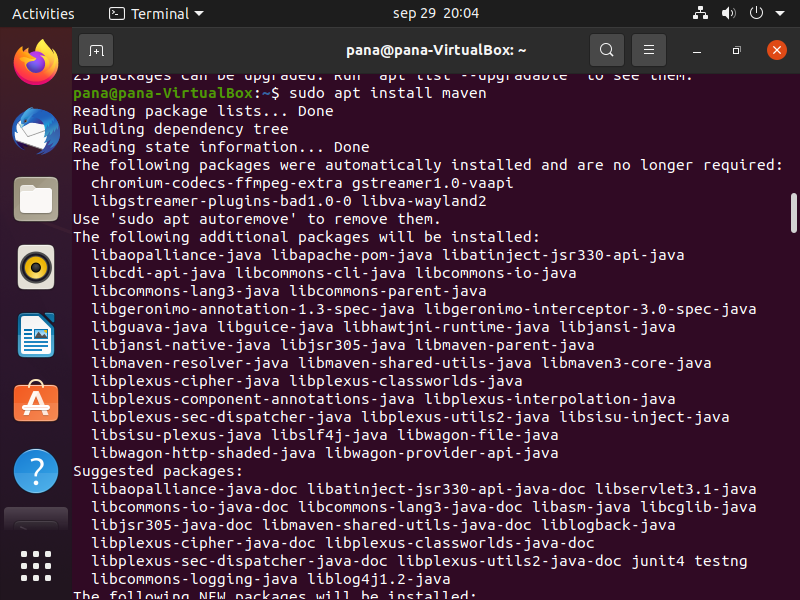 Activities Terminal sep 29 20:04
pana@pana-VirtualBox: ~
23 packages can be upgraded. Run 'apt list --upgradable' to see them.
pana@pana-VirtualBox:~$ sudo apt install maven
Reading package lists... Done
Building dependency tree
Reading state information... Done
The following packages were automatically installed and are no longer required:
chromium-codecs-ffmpeg-extra gstreamer1.0-vaapi
libgstreamer-plugins-bad1.0-0 libva-wayland2
Use 'sudo apt autoremove' to remove them.
The following additional packages will be installed:
libaopalliance-java libapache-pom-java libatinject-jsr330-api-java
libcdi-api-java libcommons-cli-java libcommons-io-java
libcommons-lang3-java libcommons-parent-java
libgeronimo-annotation-1.3-spec-java libgeronimo-interceptor-3.0-spec-java
libguava-java libguice-java libhawtjni-runtime-java libjansi-java
libjansi-native-java libjsr305-java libmaven-parent-java
libmaven-resolver-java libmaven-shared-utils-java libmaven3-core-java
libplexus-cipher-java libplexus-classworlds-java
libplexus-component-annotations-java libplexus-interpolation-java
libplexus-sec-dispatcher-java libplexus-utils2-java libsisu-inject-java
libsisu-plexus-java libslf4j-java libwagon-file-java
libwagon-http-shaded-java libwagon-provider-api-java
Suggested packages:
libaopalliance-java-doc libatinject-jsr330-api-java-doc libservlet3.1-java
libcommons-io-java-doc libcommons-lang3-java-doc libasm-java libcglib-java
libjsr305-java-doc libmaven-shared-utils-java-doc liblogback-java
libplexus-cipher-java-doc libplexus-classworlds-java-doc
libplexus-sec-dispatcher-java-doc libplexus-utils2-java-doc junit4 testng
libcommons-logging-java liblog4j1.2-java
The following NEW packages will be installed: